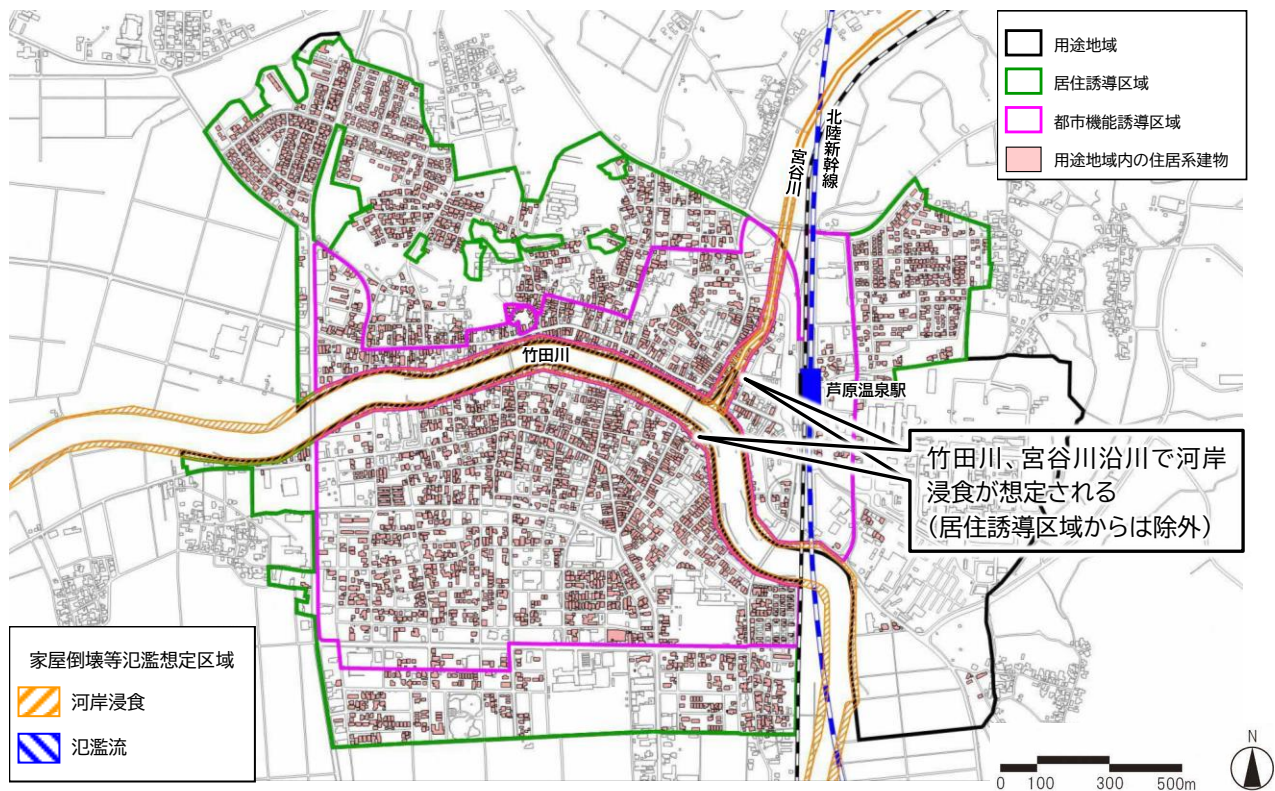 用途地域
居住誘導区域
都市機能誘導区域
用途地域内の住居系建物
北陸新幹線
宮谷川
竹田川
芦原温泉駅
竹田川、宮谷川沿川で河岸
浸食が想定される
（居住誘導区域からは除外）
家屋倒壊等氾濫想定区域
河岸浸食
氾濫流
N
0 100 300 500m